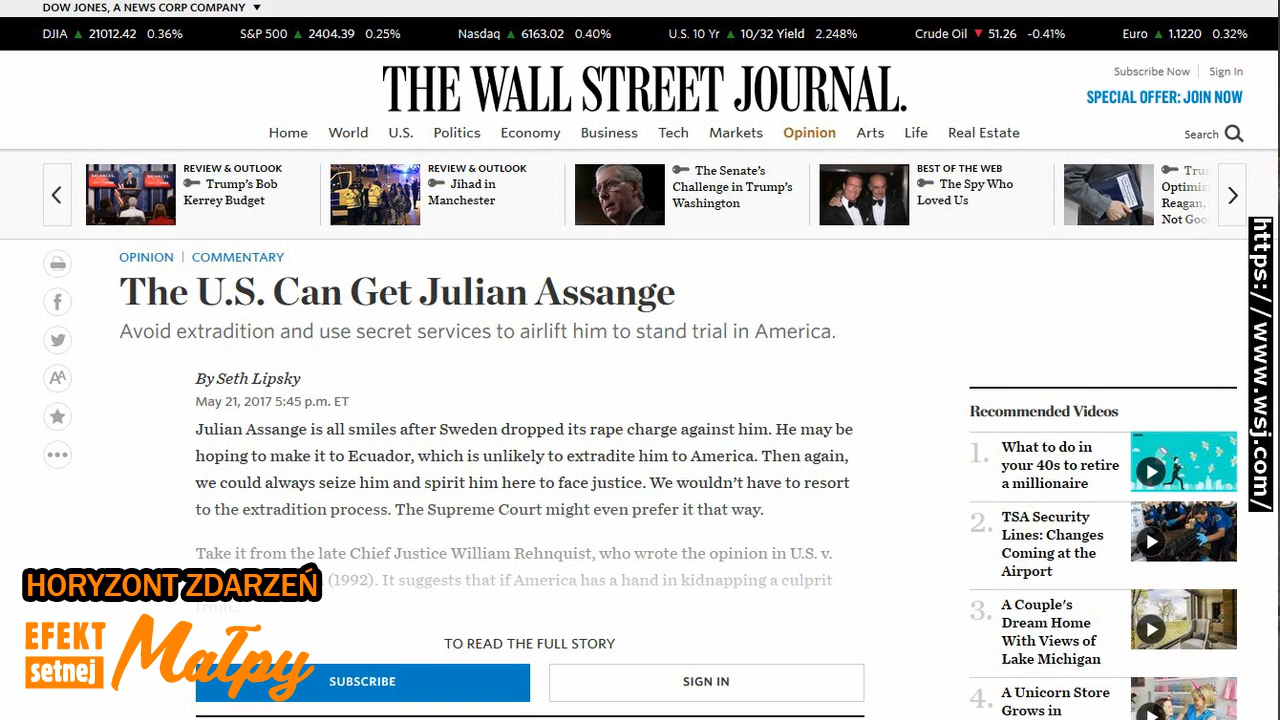 DOW JONES, A NEWS CORP COMPANY
DJIA 21012.42 0.36% S&P 500 2404.39 0.25% Nasdaq 6163.02 0.40% U.S. 10 Yr 10/32 Yield 2.248% Crude Oil 51.26 -0.41% Euro 1.1220 0.32%
Subscribe Now Sign In
THE WALL STREET JOURNAL.
SPECIAL OFFER: JOIN NOW
Home World U.S. Politics Economy Business Tech Markets Opinion Arts Life Real Estate
Search
REVIEW & OUTLOOK
Trump's Bob
Kerrey Budget
REVIEW & OUTLOOK
Jihad in
Manchester
The Senate's
Challenge in Trump's
Washington
BEST OF THE WEB
The Spy Who
Loved Us
Optimis
Reagan,
Not Goo
https://www.wsj.com/
OPINION | COMMENTARY
The U.S. Can Get Julian Assange
Avoid extradition and use secret services to airlift him to stand trial in America.
By Seth Lipsky
May 21, 2017 5:45 p.m. ET
Julian Assange is all smiles after Sweden dropped its rape charge against him. He may be
hoping to make it to Ecuador, which is unlikely to extradite him to America. Then again,
we could always seize him and spirit him here to face justice. We wouldn't have to resort
to the extradition process. The Supreme Court might even prefer it that way.
Take it from the late Chief Justice William Rehnquist, who wrote the opinion in U.S. v.
(1992). It suggests that if America has a hand in kidnapping a culprit
from...
TO READ THE FULL STORY
SUBSCRIBE
SIGN IN
Recommended Videos
1. What to do in
your 40s to retire
a millionaire
2. TSA Security
Lines: Changes
Coming at the
Airport
3. A Couple's
Dream Home
With Views of
Lake Michigan
4. A Unicorn Store
Grows in
HORYZONT ZDARZEŃ
EFEKT
setnej
Małpy